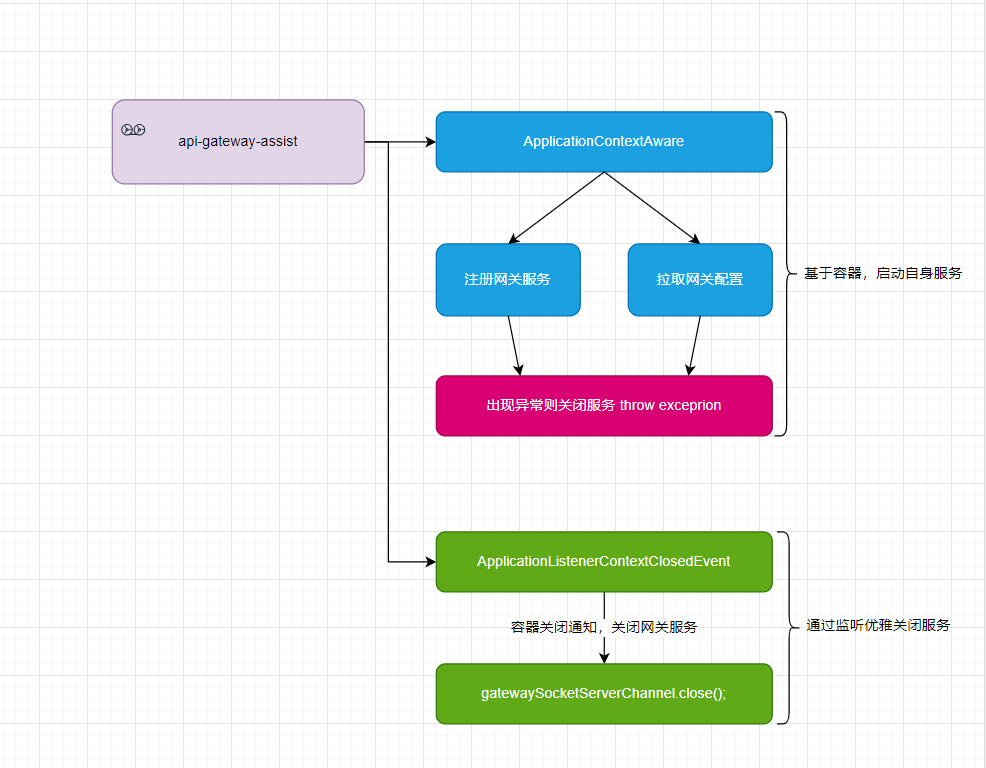 api-gateway-assist
ApplicationContextAware
注册网关服务
拉取网关配置
基于容器，启动自身服务
出现异常则关闭服务 throw exceprion
ApplicationListenerContextClosedEvent
容器关闭通知，关闭网关服务
通过监听优雅关闭服务
gatewaySocketServerChannel.close();